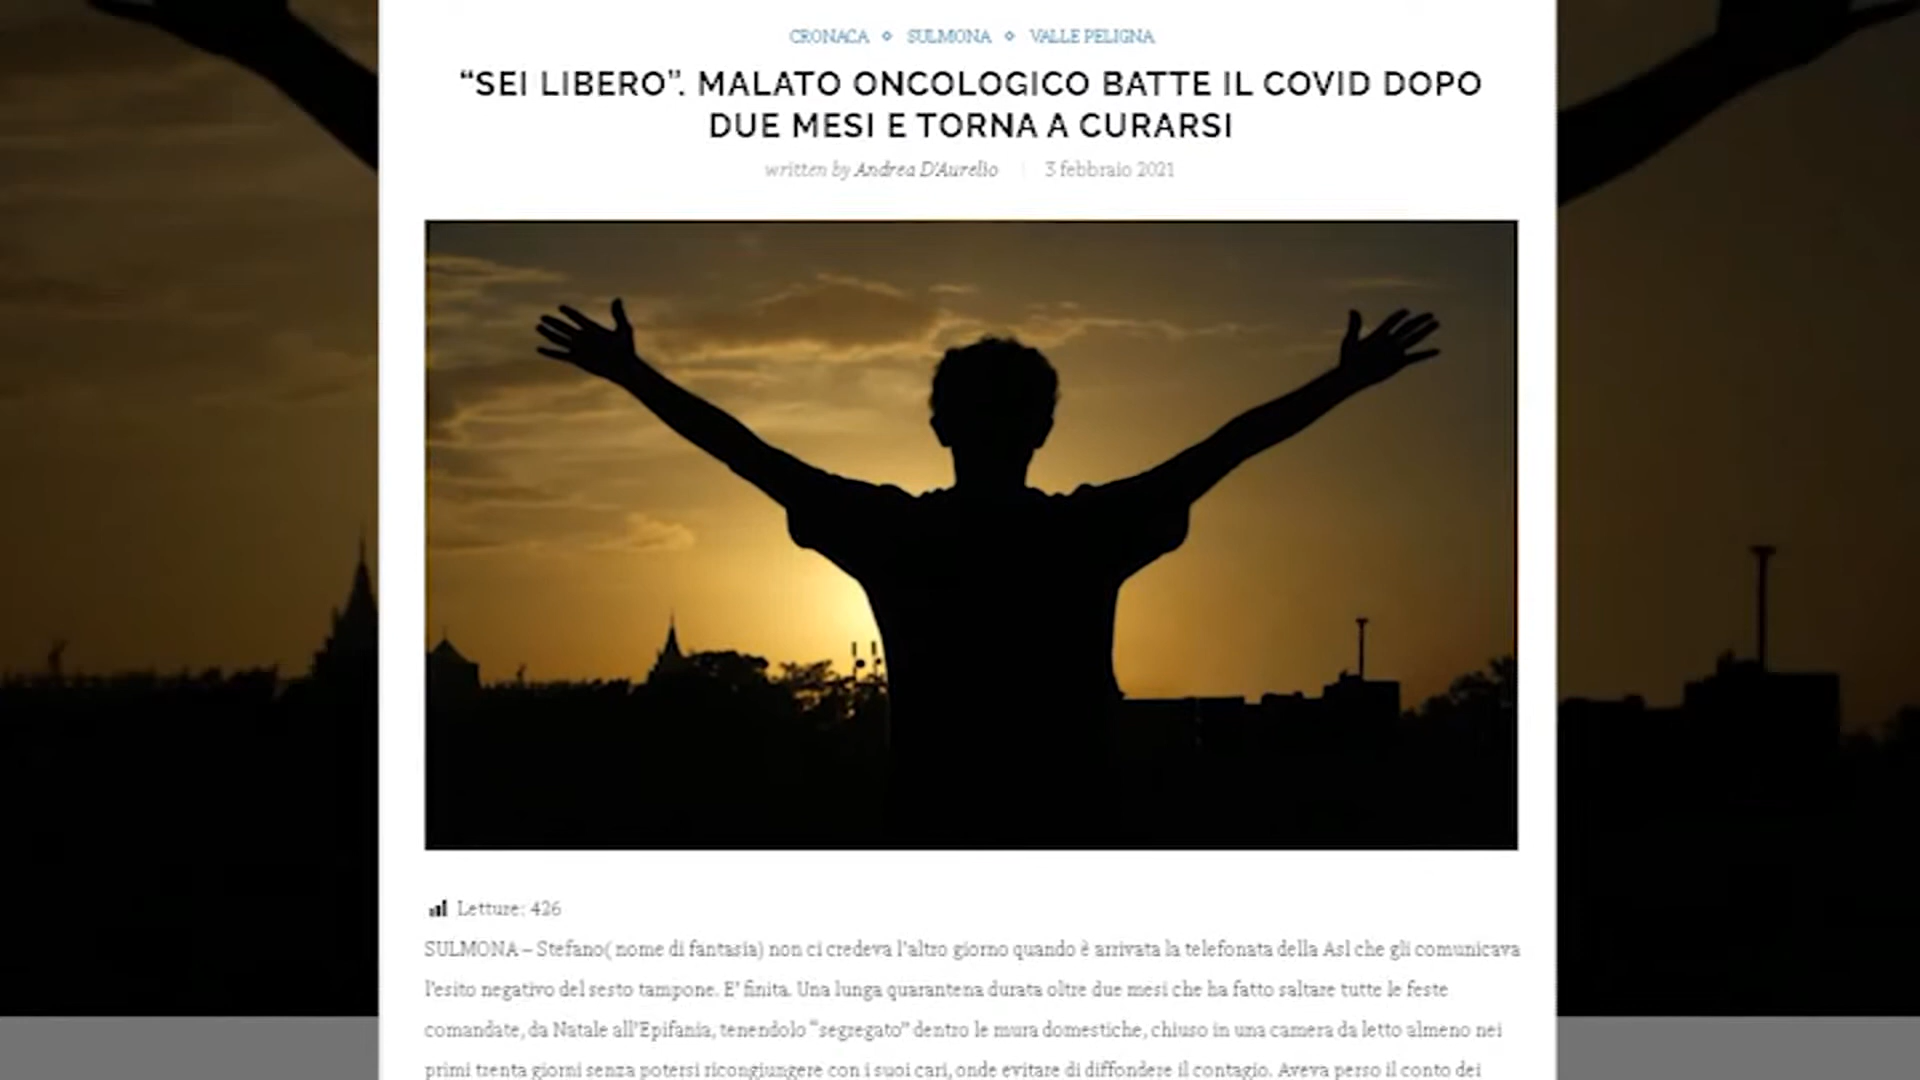 CRONACA ◇ SULMONA ◇ VALLE PELIGNA
“SEI LIBERO”. MALATO ONCOLOGICO BATTE IL COVID DOPO
DUE MESI E TORNA A CURARSI
written by Andrea D'Aurelio | 3 febbraio 2021
Letture: 426
SULMONA – Stefano( nome di fantasia) non ci credeva l'altro giorno quando è arrivata la telefonata della Asl che gli comunicava
l'esito negativo del sesto tampone. E' finita. Una lunga quarantena durata oltre due mesi che ha fatto saltare tutte le feste
comandate, da Natale all'Epifania, tenendolo “segregato” dentro le mura domestiche, chiuso in una camera da letto almeno nei
primi trenta giorni senza potersi ricongiungere con i suoi cari, onde evitare di diffondere il contagio. Aveva perso il conto dei